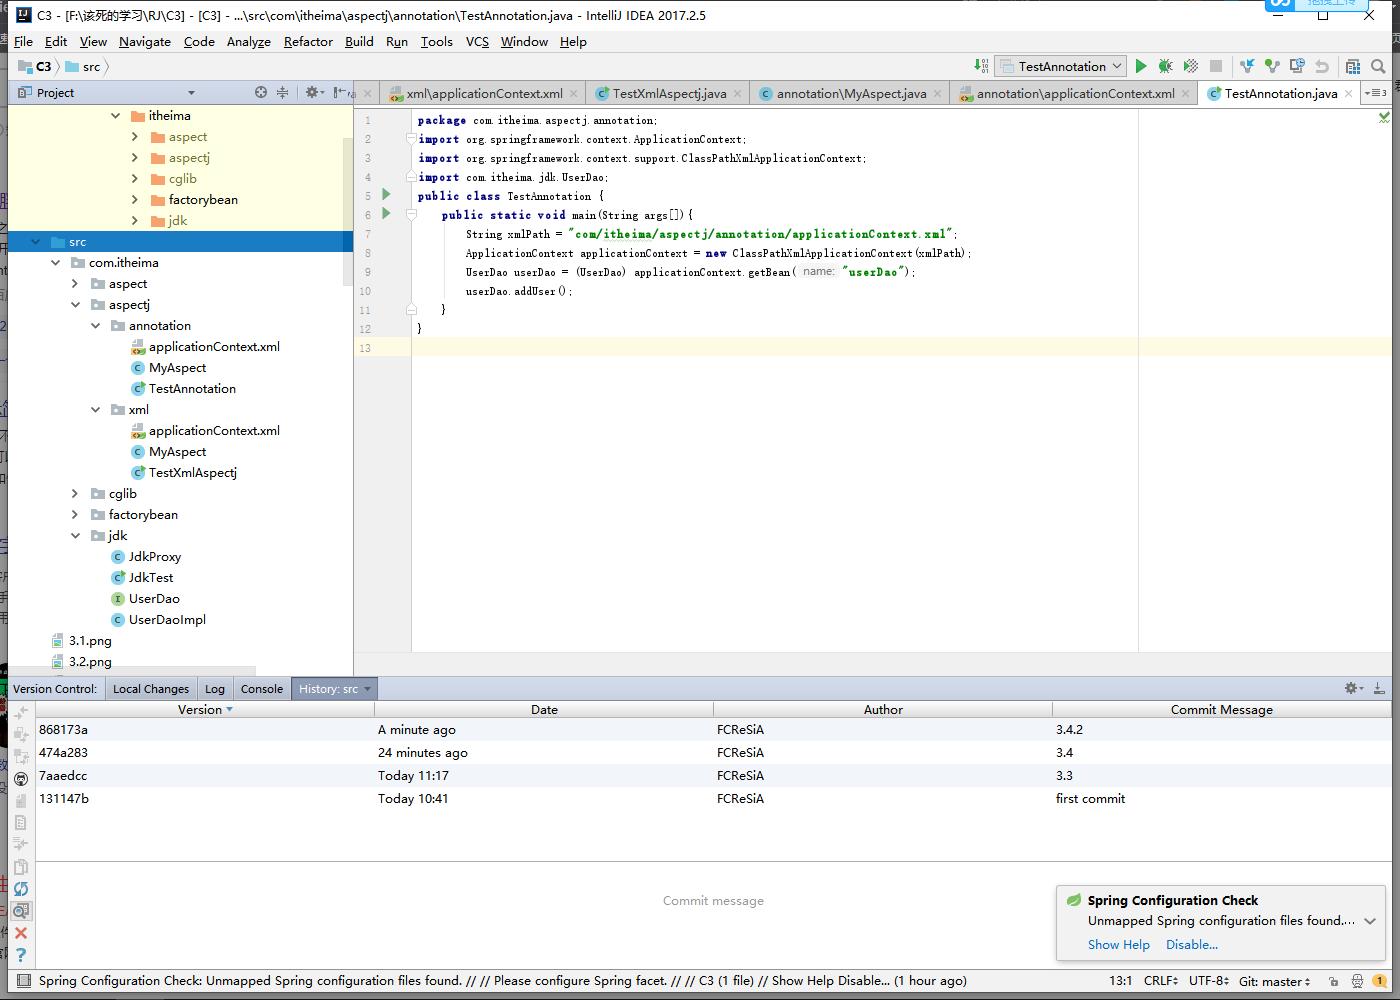 C3 - [F:\该死的学习\RJ\C3] - [C3] - ...\src\com\itheima\aspectj\annotation\TestAnnotation.java - IntelliJ IDEA 2017.2.5
拖拽上传
File Edit View Navigate Code Analyze Refactor Build Run Tools VCS Window Help
C3 src TestAnnotation
Project
xml\applicationContext.xml TestXmlAspectj.java annotation\MyAspect.java annotation\applicationContext.xml TestAnnotation.java 3
itheima
aspect
aspectj
cglib
factorybean
jdk
src
com.itheima
aspect
aspectj
annotation
applicationContext.xml
MyAspect
TestAnnotation
xml
applicationContext.xml
MyAspect
TestXmlAspectj
cglib
factorybean
jdk
JdkProxy
JdkTest
UserDao
UserDaoImpl
3.1.png
3.2.png
1 package com.itheima.aspectj.annotation;
2 import org.springframework.context.ApplicationContext;
3 import org.springframework.context.support.ClassPathXmlApplicationContext;
4 import com.itheima.jdk.UserDao;
5 public class TestAnnotation {
6 public static void main(String args[]){
7 String xmlPath = "com/itheima/aspectj/annotation/applicationContext.xml";
8 ApplicationContext applicationContext = new ClassPathXmlApplicationContext(xmlPath);
9 UserDao userDao = (UserDao) applicationContext.getBean( name: "userDao");
10 userDao.addUser();
11 }
12 }
13
Version Control: Local Changes Log Console History: src
Version Date Author Commit Message
868173a A minute ago FCReSiA 3.4.2
474a283 24 minutes ago FCReSiA 3.4
7aaedcc Today 11:17 FCReSiA 3.3
131147b Today 10:41 FCReSiA first commit
Commit message
Spring Configuration Check
Unmapped Spring configuration files found....
Show Help Disable...
Spring Configuration Check: Unmapped Spring configuration files found. // // Please configure Spring facet. // // C3 (1 file) // Show Help Disable... (1 hour ago) 13:1 CRLF UTF-8 Git: master 1